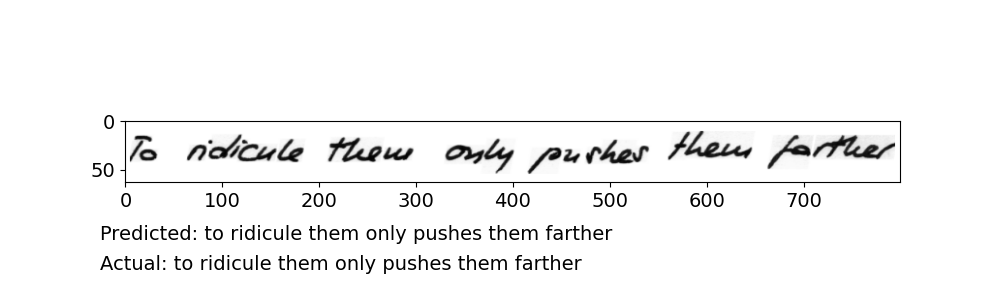 0
To ridicule them only pushes them farther
50
0 100 200 300 400 500 600 700
Predicted: to ridicule them only pushes them farther
Actual: to ridicule them only pushes them farther